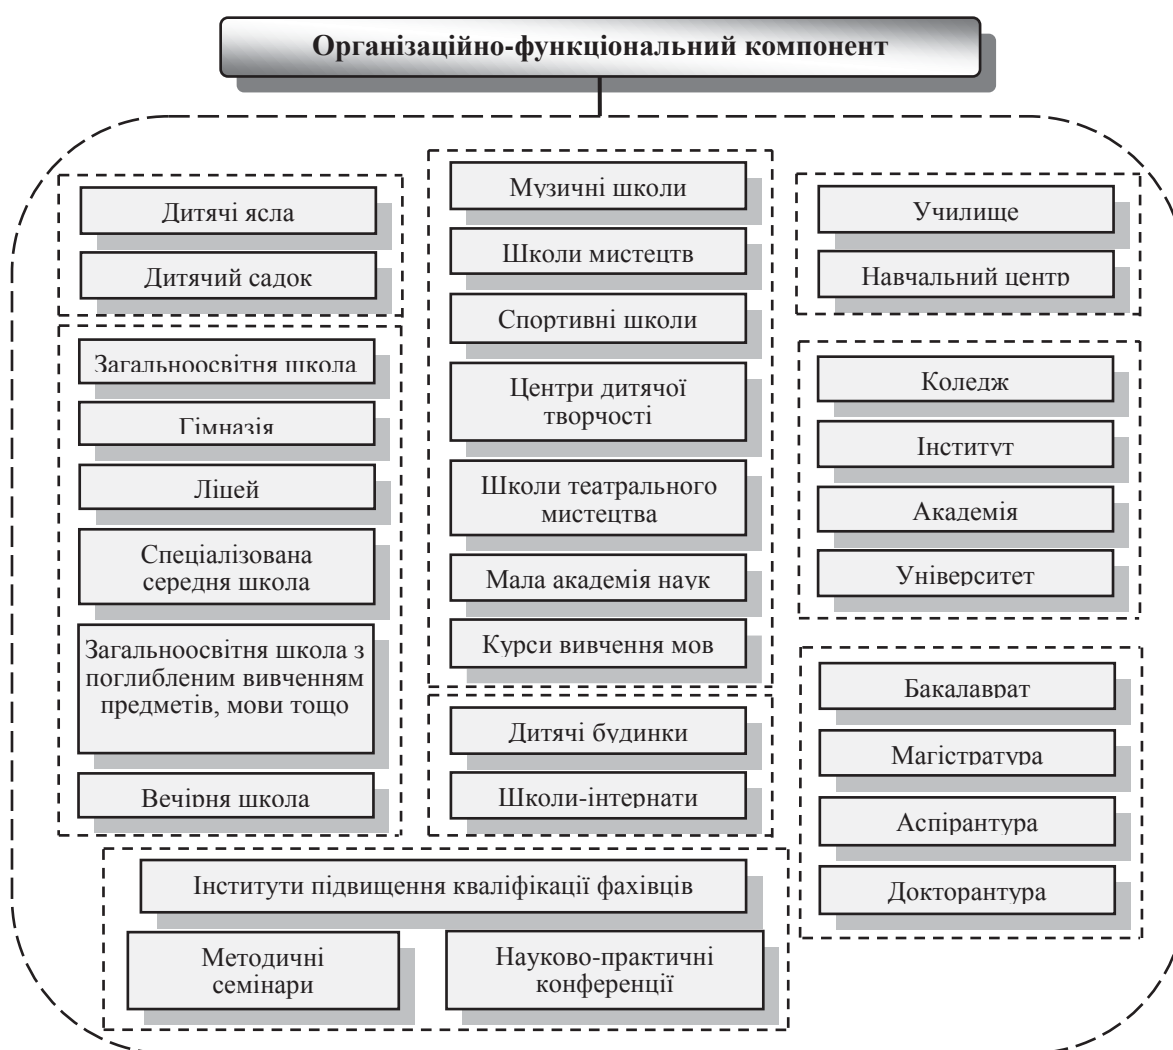 Організаційно-функціональний компонент
Дитячі ясла
Дитячий садок
Загальноосвітня школа
Гімназія
Ліцей
Спеціалізована
середня школа
Загальноосвітня школа з
поглибленим вивченням
предметів, мови тощо
Вечірня школа
Музичні школи
Школи мистецтв
Спортивні школи
Центри дитячої
творчості
Школи театрального
мистецтва
Мала академія наук
Курси вивчення мов
Дитячі будинки
Школи-інтернати
Училище
Навчальний центр
Коледж
Інститут
Академія
Університет
Бакалаврат
Магістратура
Аспірантура
Докторантура
Інститути підвищення кваліфікації фахівців
Методичні
семінари
Науково-практичні
конференції